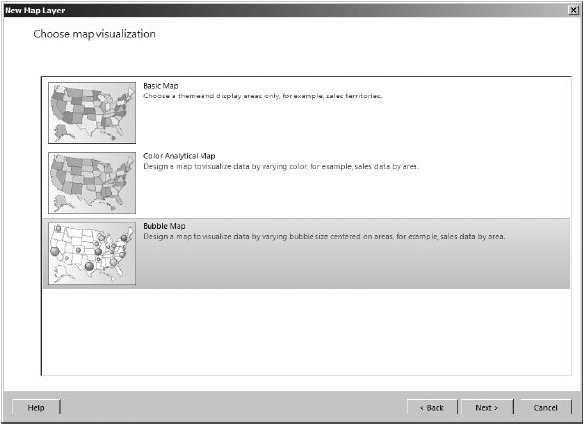 New Map Layer
Choose map visualization
Basic Map
Choose a theme and display areas only, for example, sales territories.
Color Analytical Map
Design a map to visualize data by varying color, for example, sales data by area.
Bubble Map
Design a map to visualize data by varying bubble size centered on areas, for example, sales data by area.
Help
< Back
Next >
Cancel